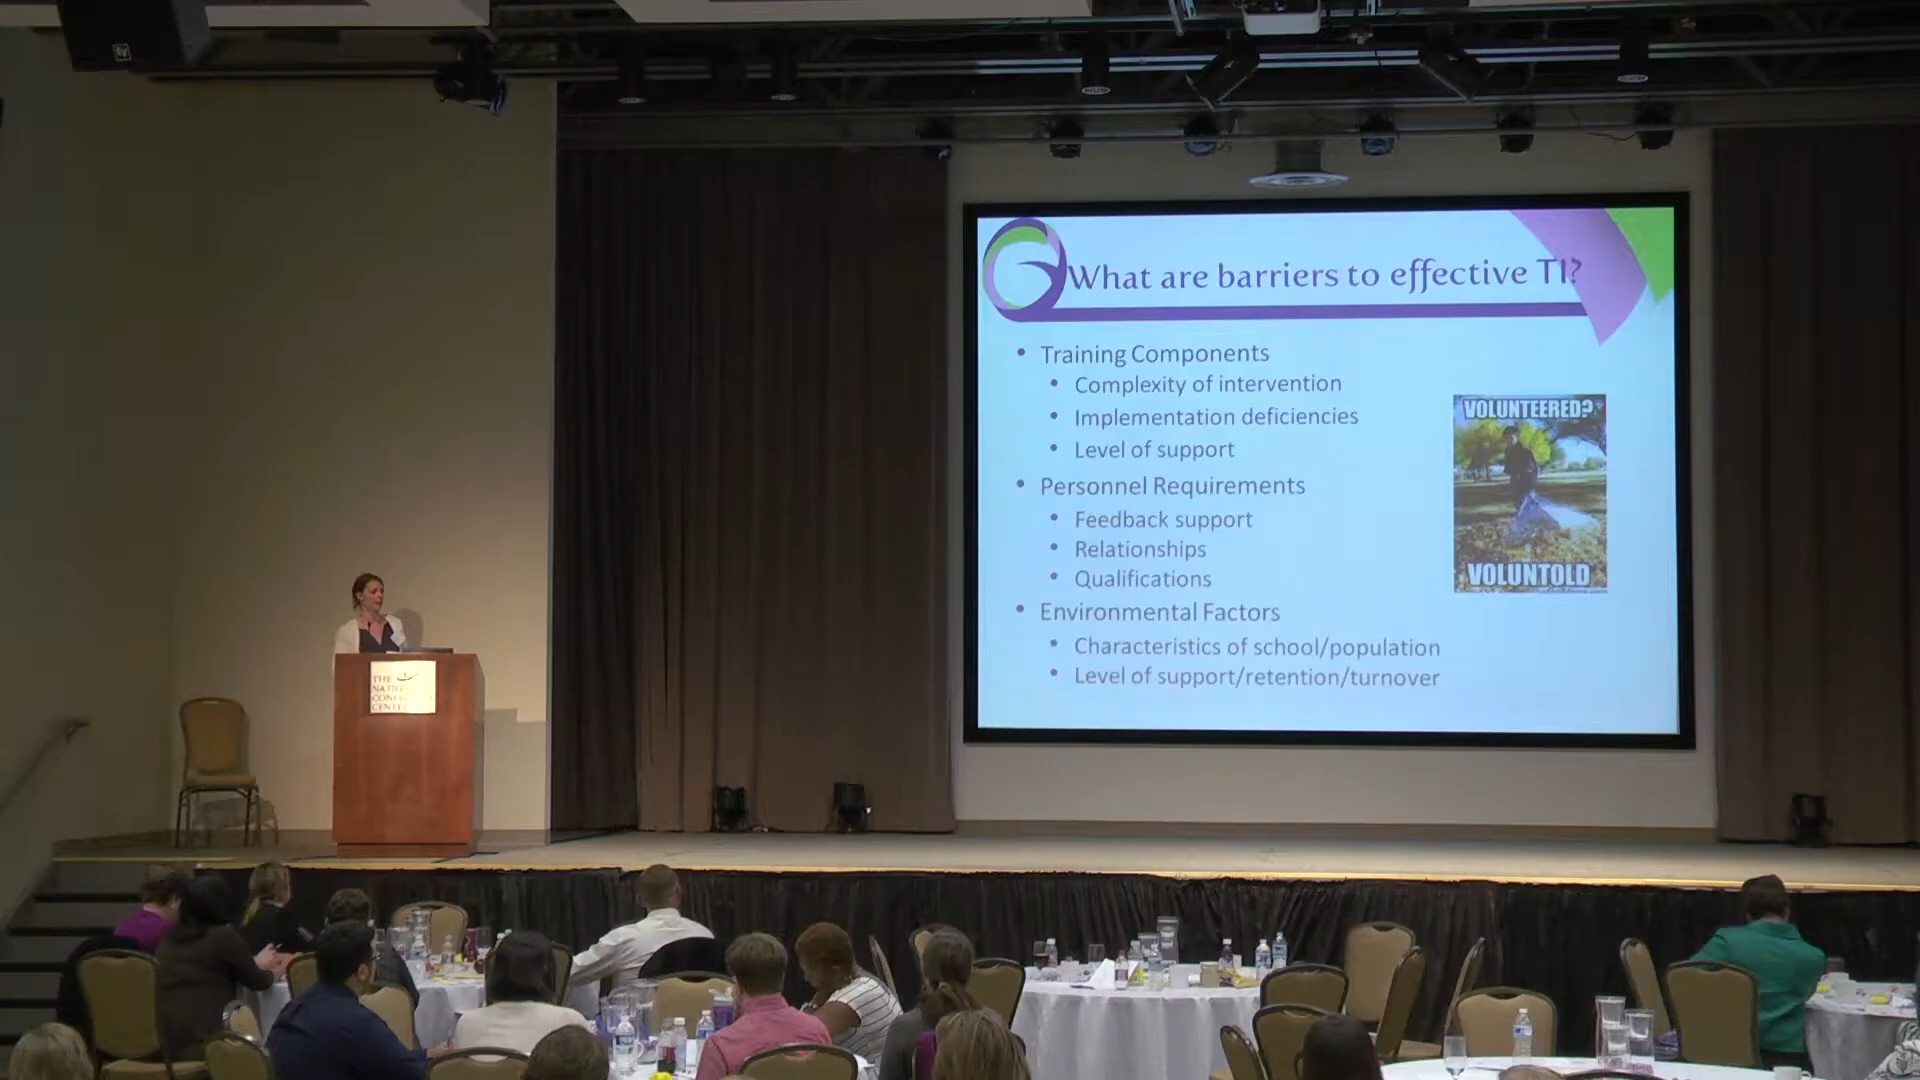 What are barriers to effective TI?
• Training Components
• Complexity of intervention
• Implementation deficiencies
• Level of support
• Personnel Requirements
• Feedback support
• Relationships
• Qualifications
• Environmental Factors
• Characteristics of school/population
• Level of support/retention/turnover
VOLUNTEERED?
VOLUNTOLD
THE